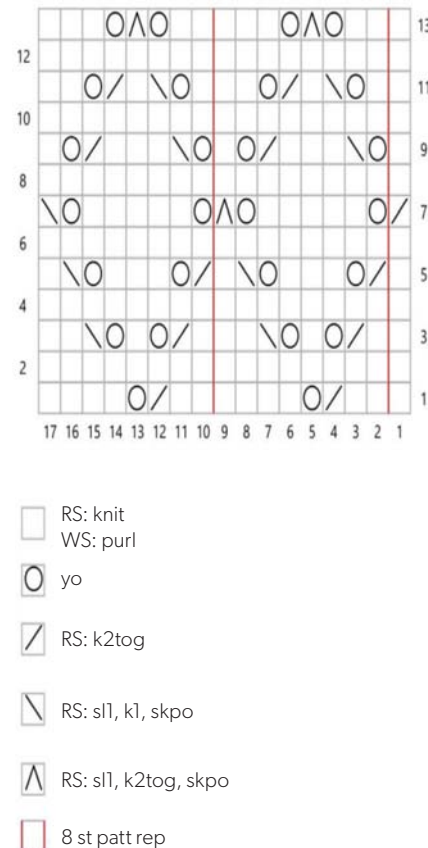 13
12
11
10
9
8
7
6
5
4
3
2
1
17 16 15 14 13 12 11 10 9 8 7 6 5 4 3 2 1
RS: knit
WS: purl
yo
RS: k2tog
RS: sl1, k1, skpo
RS: sl1, k2tog, skpo
8 st patt rep